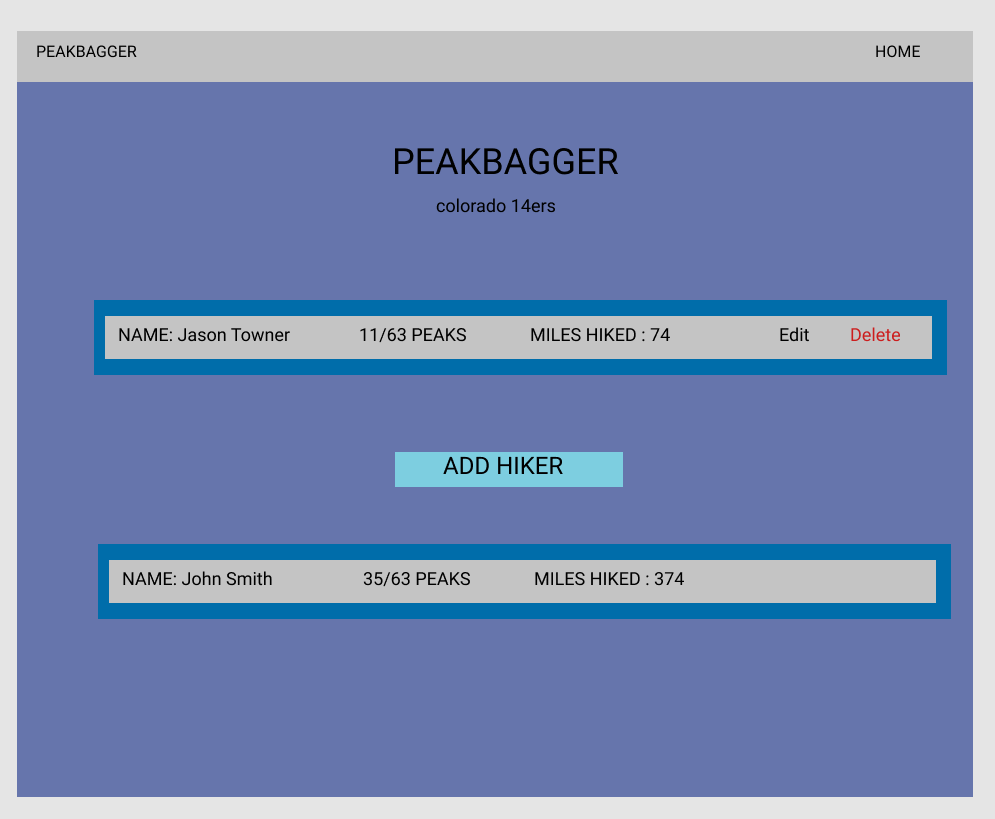 PEAKBAGGER HOME
PEAKBAGGER
colorado 14ers
NAME: Jason Towner 11/63 PEAKS MILES HIKED : 74 Edit Delete
ADD HIKER
NAME: John Smith 35/63 PEAKS MILES HIKED : 374